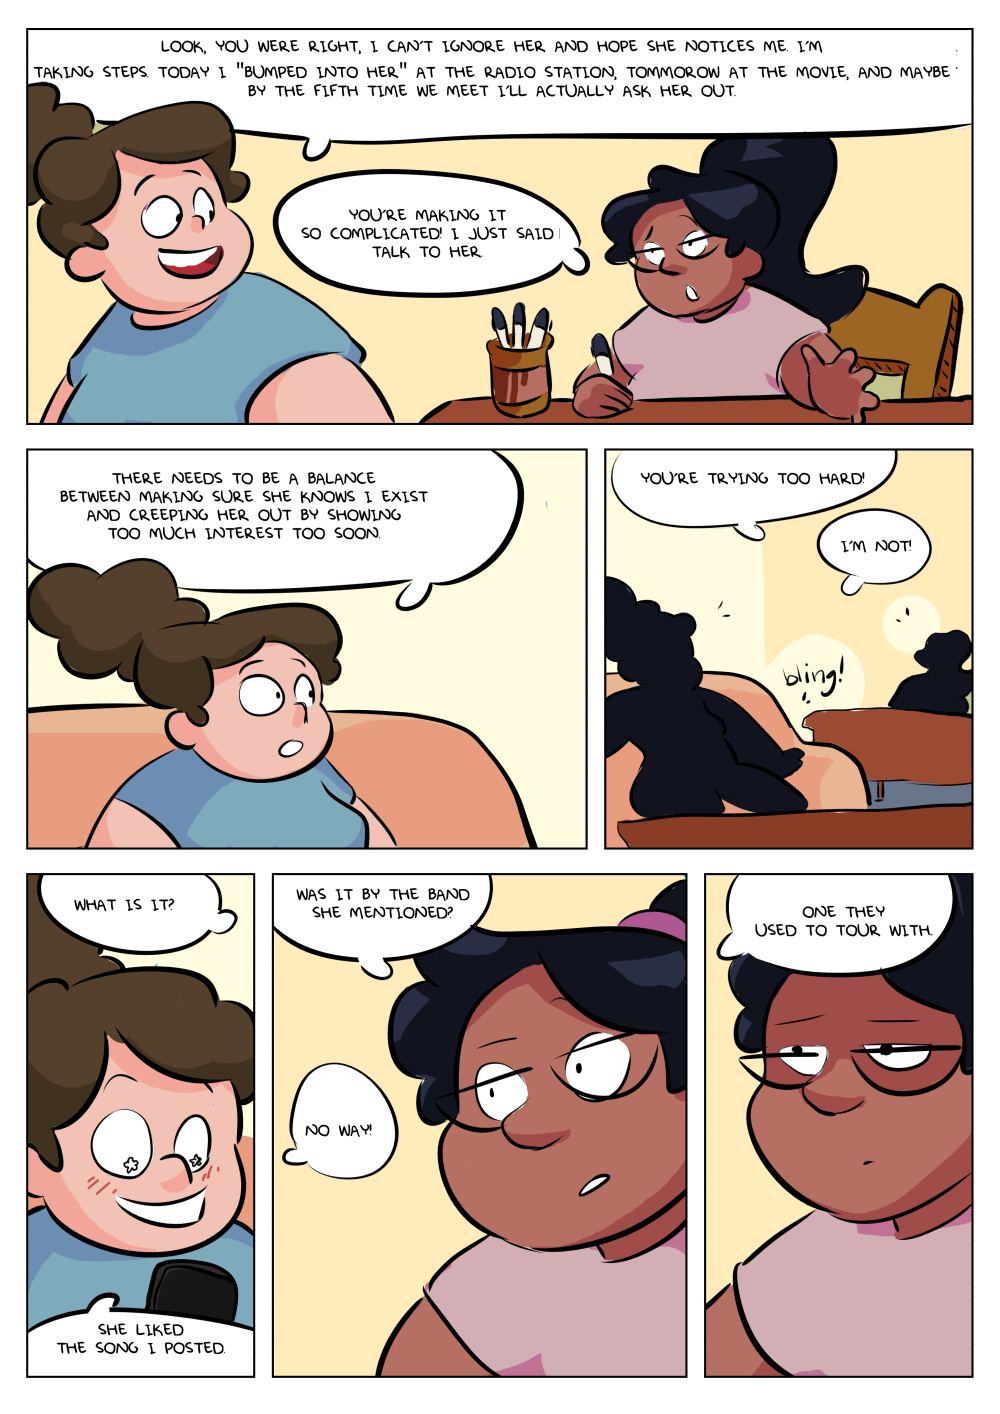 LOOK, YOU WERE RIGHT, I CAN'T IGNORE HER AND HOPE SHE NOTICES ME. I'M
TAKING STEPS. TODAY I "BUMPED INTO HER" AT THE RADIO STATION, TOMMOROW AT THE MOVIE, AND MAYBE
BY THE FIFTH TIME WE MEET I'LL ACTUALLY ASK HER OUT.
YOU'RE MAKING IT
SO COMPLICATED! I JUST SAID
TALK TO HER.
THERE NEEDS TO BE A BALANCE
BETWEEN MAKING SURE SHE KNOWS I EXIST
AND CREEPING HER OUT BY SHOWING
TOO MUCH INTEREST TOO SOON.
YOU'RE TRYING TOO HARD!
I'M NOT!
bling!
WHAT IS IT?
SHE LIKED
THE SONG I POSTED.
WAS IT BY THE BAND
SHE MENTIONED?
NO WAY!
ONE THEY
USED TO TOUR WITH.